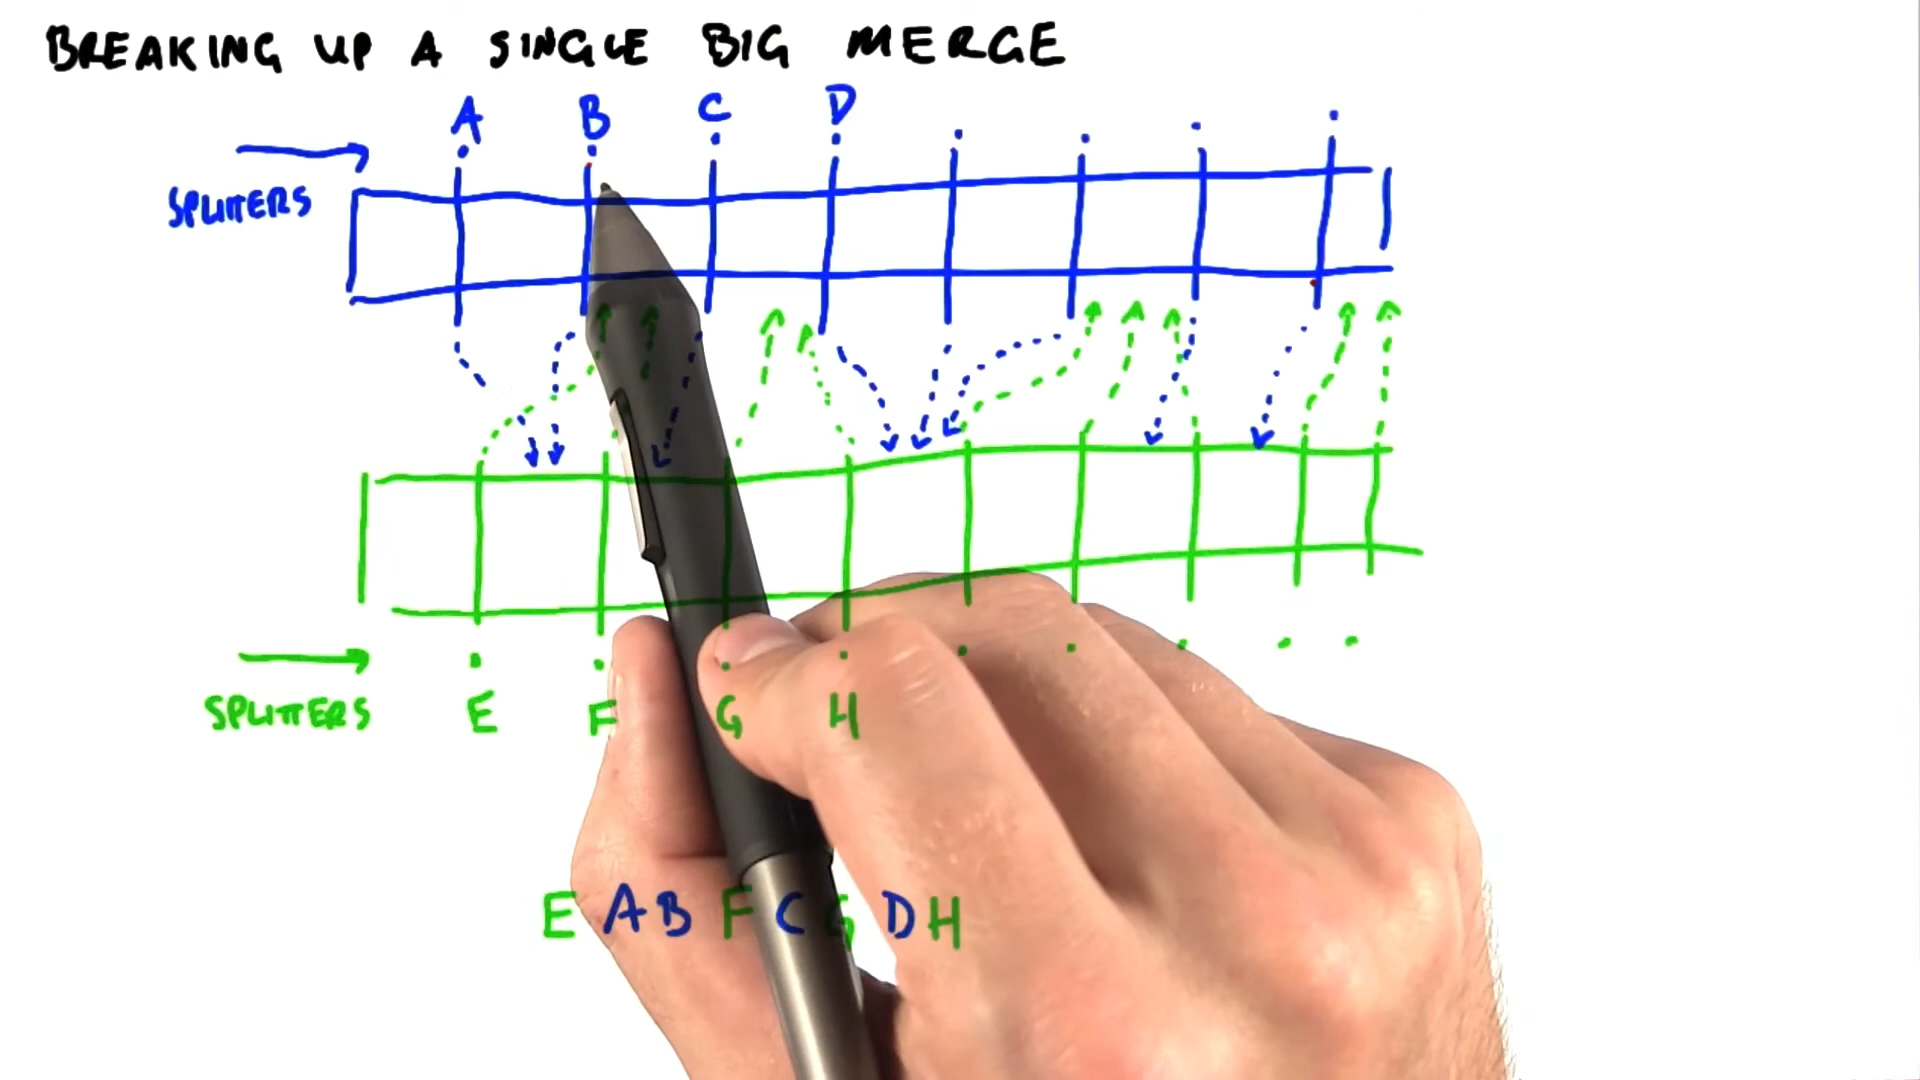 BREAKING UP A SINGLE BIG MERGE
A B C D
SPLITTERS
SPLITTERS
E F G H
E A B F C G D H